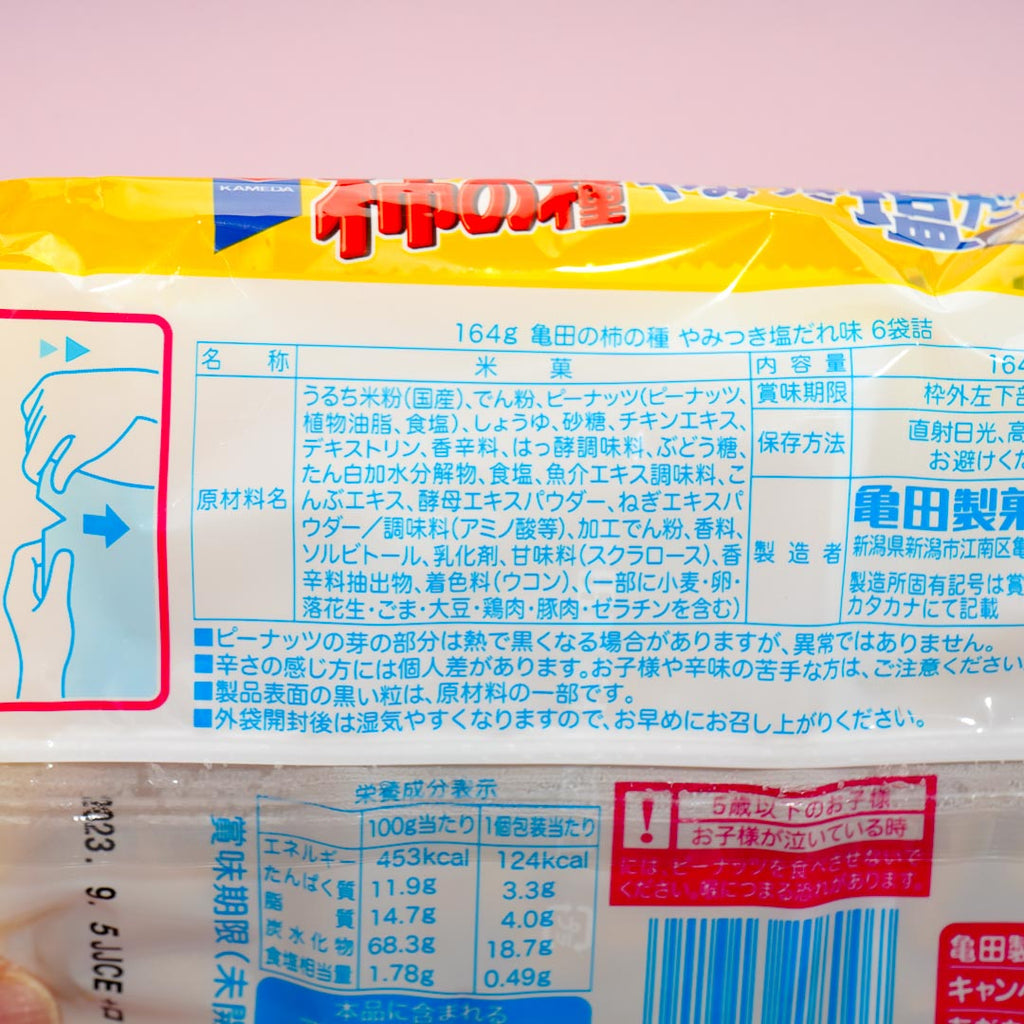 KAMEDA
柿の種 やみつき塩だ
164g 亀田の柿の種 やみつき塩だれ味 6袋詰
名 称
米 菓
原材料名
うるち米粉(国産)、でん粉、ピーナッツ(ピーナッツ、
植物油脂、食塩)、しょうゆ、砂糖、チキンエキス、
デキストリン、香辛料、はっ酵調味料、ぶどう糖、
たん白加水分解物、食塩、魚介エキス調味料、こ
んぶエキス、酵母エキスパウダー、ねぎエキスパ
ウダー/調味料(アミノ酸等)、加工でん粉、香料、
ソルビトール、乳化剤、甘味料(スクラロース)、香
辛料抽出物、着色料(ウコン)、(一部に小麦・卵・
落花生・ごま・大豆・鶏肉・豚肉・ゼラチンを含む)
内容量
164
賞味期限
枠外左下部
保存方法
直射日光、高
お避けくだ
製造者
亀田製菓
新潟県新潟市江南区亀
製造所固有記号は賞
カタカナにて記載
■ピーナッツの芽の部分は熱で黒くなる場合がありますが、異常ではありません。
■辛さの感じ方には個人差があります。お子様や辛味の苦手な方は、ご注意ください
■製品表面の黒い粒は、原材料の一部です。
■外袋開封後は湿気やすくなりますので、お早めにお召し上がりください。
2023. 9. 5 JJCE
賞味期限(未開
栄養成分表示
100g当たり 1個包装当たり
エネルギー 453kcal 124kcal
たんぱく質 11.9g 3.3g
脂 質 14.7g 4.0g
炭水化物 68.3g 18.7g
食塩相当量 1.78g 0.49g
本品に含まれる
!
5歳以下のお子様
お子様が泣いている時
には、ピーナッツを食べさせないで
ください。喉につまる恐れがあります。
亀田製
キャンペ